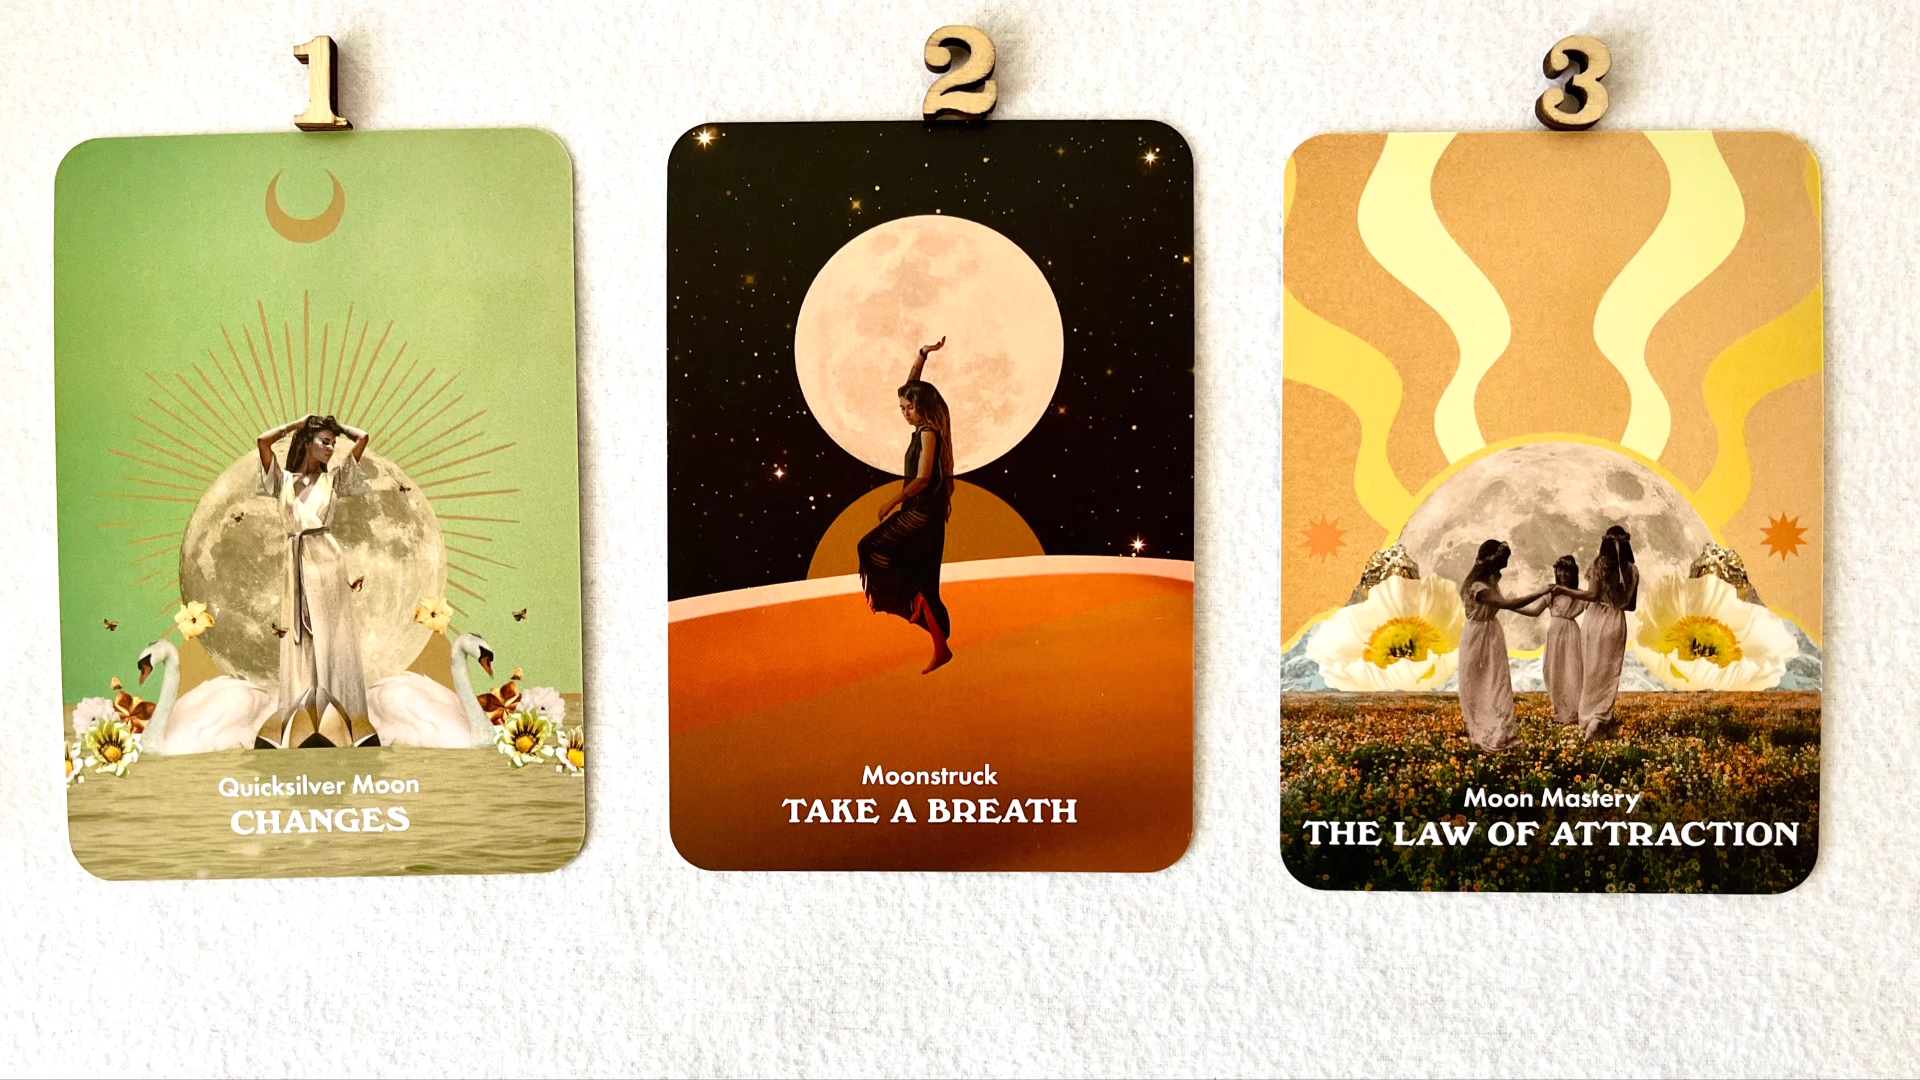 1
2
3
Quicksilver Moon
CHANGES
Moonstruck
TAKE A BREATH
Moon Mastery
THE LAW OF ATTRACTION